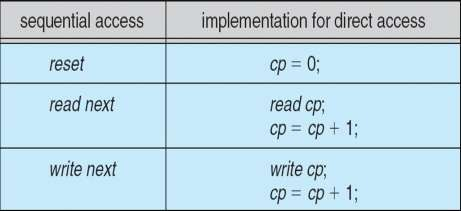 sequential access
implementation for direct access
reset
cp = 0;
read next
read cp;
cp = cp + 1;
write next
write cp;
cp = cp + 1;